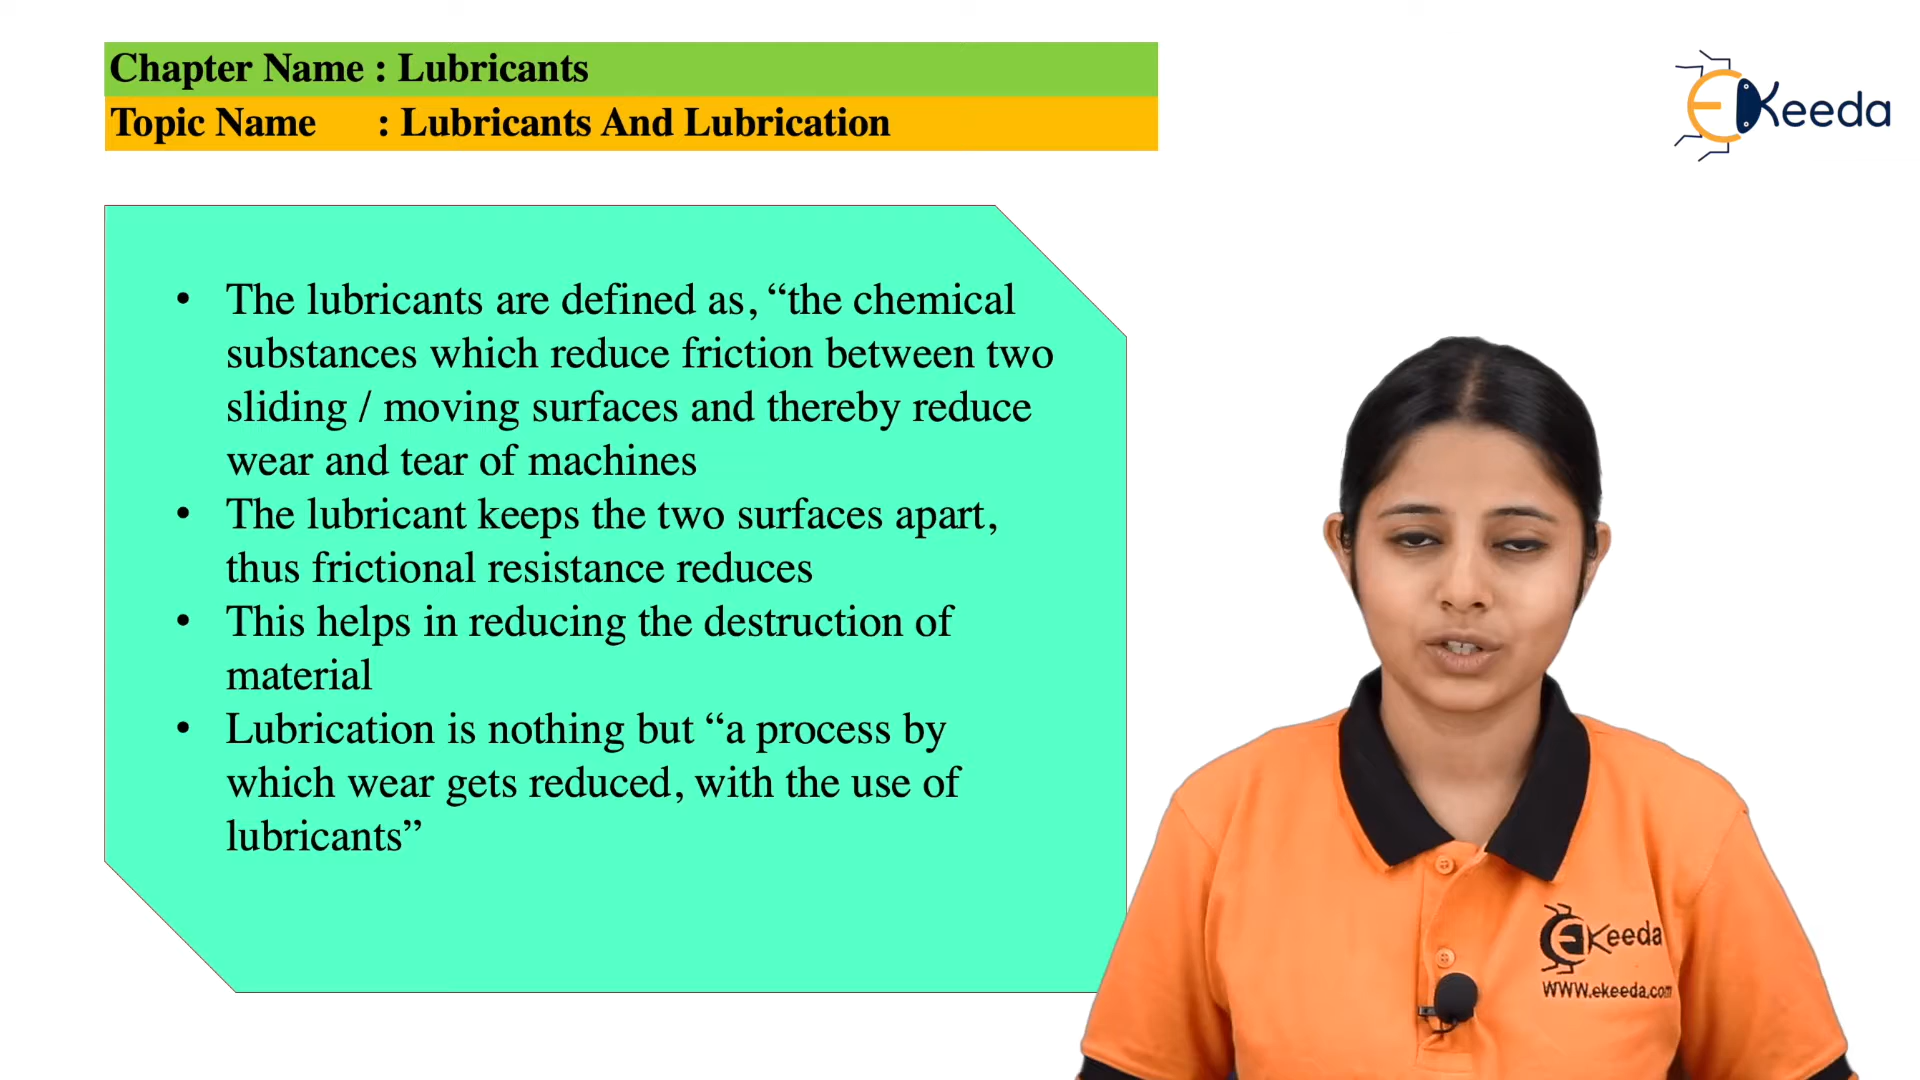 Chapter Name : Lubricants
Topic Name : Lubricants And Lubrication
EKeeda
• The lubricants are defined as, “the chemical
substances which reduce friction between two
sliding / moving surfaces and thereby reduce
wear and tear of machines
• The lubricant keeps the two surfaces apart,
thus frictional resistance reduces
• This helps in reducing the destruction of
material
• Lubrication is nothing but “a process by
which wear gets reduced, with the use of
lubricants”
EKeeda
www.ekeeda.com